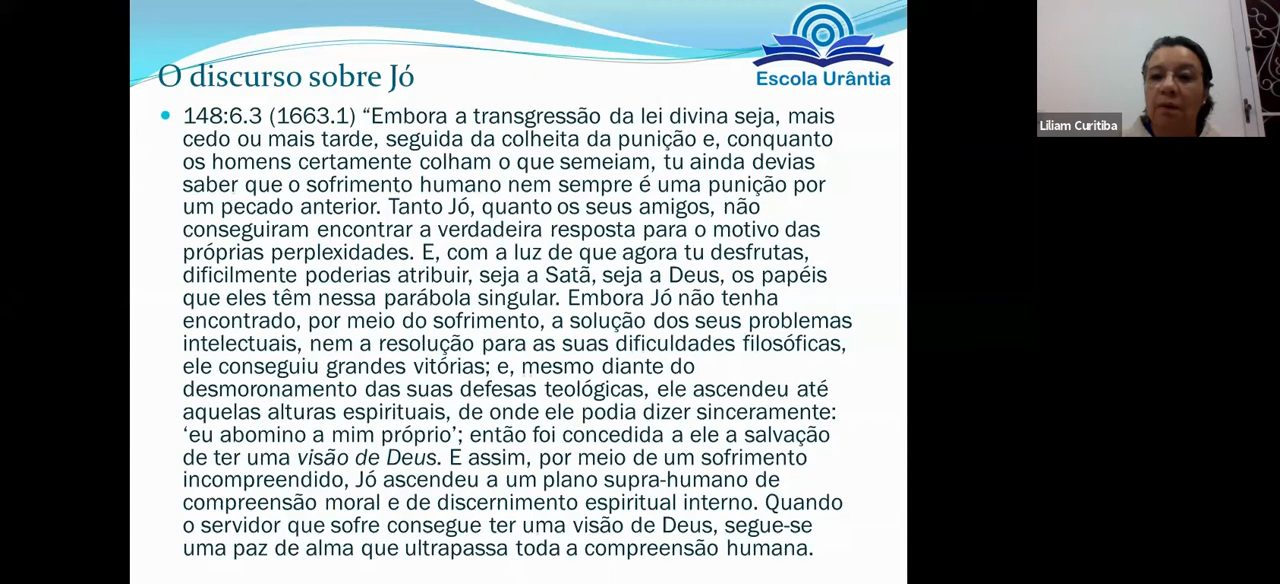 O discurso sobre Jó
Escola Urântia
Liliam Curitiba
• 148:6.3 (1663.1) “Embora a transgressão da lei divina seja, mais
cedo ou mais tarde, seguida da colheita da punição e, conquanto
os homens certamente colham o que semeiam, tu ainda devias
saber que o sofrimento humano nem sempre é uma punição por
um pecado anterior. Tanto Jó, quanto os seus amigos, não
conseguiram encontrar a verdadeira resposta para o motivo das
próprias perplexidades. E, com a luz de que agora tu desfrutas,
dificilmente poderias atribuir, seja a Satã, seja a Deus, os papéis
que eles têm nessa parábola singular. Embora Jó não tenha
encontrado, por meio do sofrimento, a solução dos seus problemas
intelectuais, nem a resolução para as suas dificuldades filosóficas,
ele conseguiu grandes vitórias; e, mesmo diante do
desmoronamento das suas defesas teológicas, ele ascendeu até
aquelas alturas espirituais, de onde ele podia dizer sinceramente:
‘eu abomino a mim próprio’; então foi concedida a ele a salvação
de ter uma visão de Deus. E assim, por meio de um sofrimento
incompreendido, Jó ascendeu a um plano supra-humano de
compreensão moral e de discernimento espiritual interno. Quando
o servidor que sofre consegue ter uma visão de Deus, segue-se
uma paz de alma que ultrapassa toda a compreensão humana.